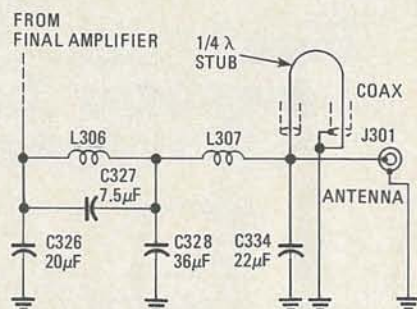 FROM
FINAL AMPLIFIER
1/4 λ
STUB
COAX
L306
L307
J301
C327
7.5µF
ANTENNA
C326
20µF
C328
36µF
C334
22µF